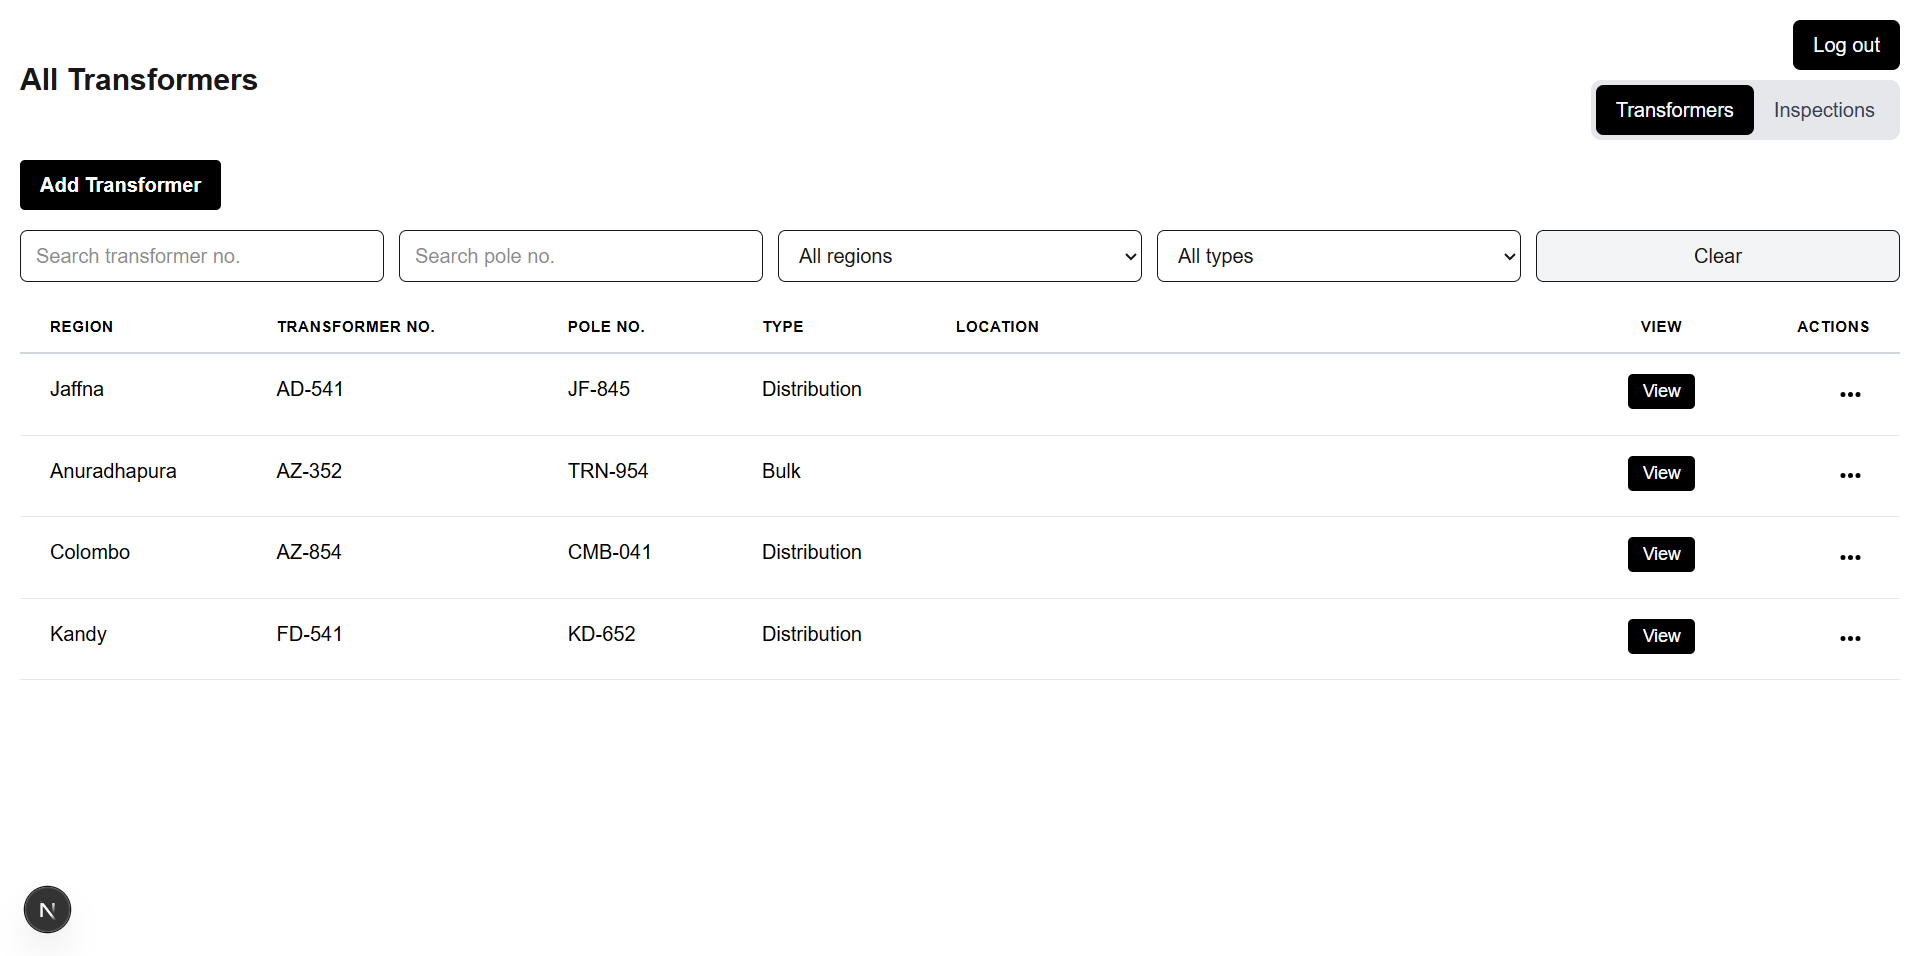 Log out
All Transformers
Transformers Inspections
Add Transformer
Search transformer no. Search pole no. All regions All types Clear
REGION TRANSFORMER NO. POLE NO. TYPE LOCATION VIEW ACTIONS
Jaffna AD-541 JF-845 Distribution View ...
Anuradhapura AZ-352 TRN-954 Bulk View ...
Colombo AZ-854 CMB-041 Distribution View ...
Kandy FD-541 KD-652 Distribution View ...
N